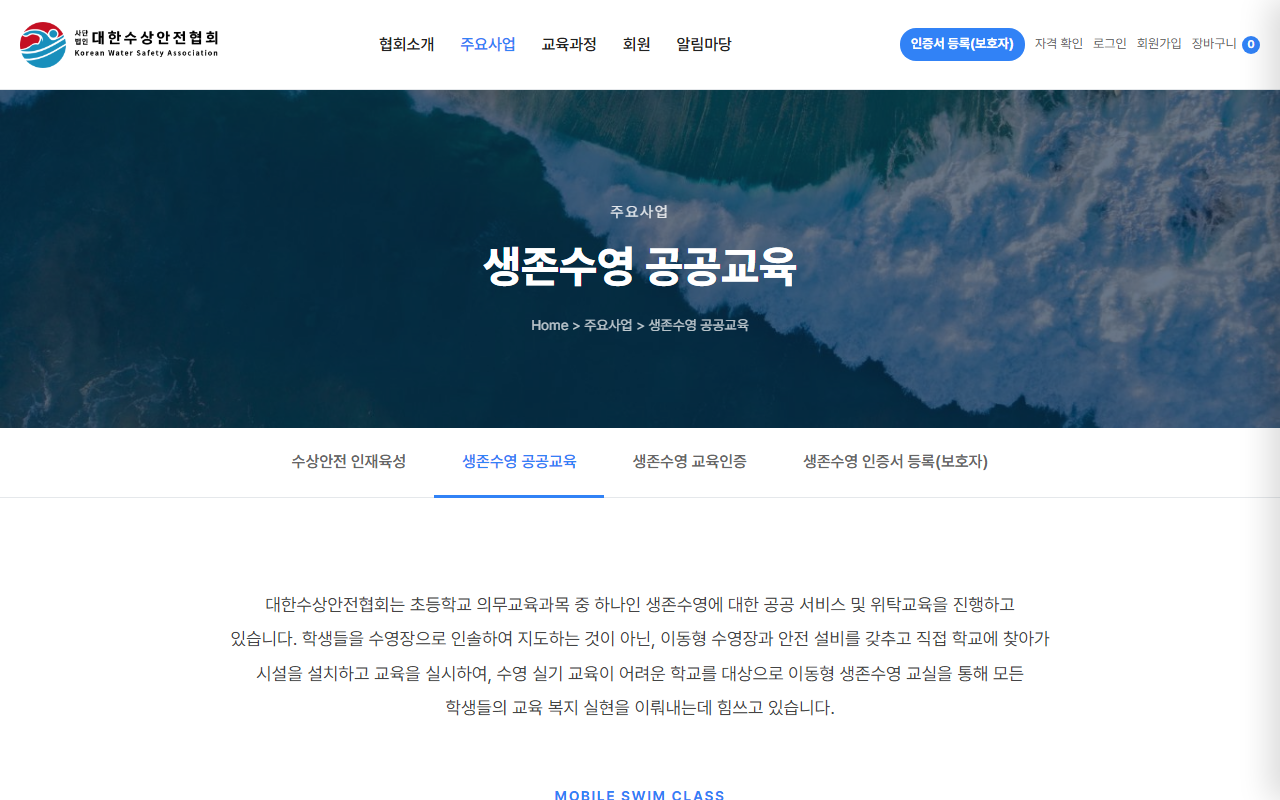 사단
법인 대한수상안전협회
Korean Water Safety Association
협회소개 주요사업 교육과정 회원 알림마당
인증서 등록(보호자) 자격 확인 로그인 회원가입 장바구니 0
주요사업
생존수영 공공교육
Home > 주요사업 > 생존수영 공공교육
수상안전 인재육성 생존수영 공공교육 생존수영 교육인증 생존수영 인증서 등록(보호자)
대한수상안전협회는 초등학교 의무교육과목 중 하나인 생존수영에 대한 공공 서비스 및 위탁교육을 진행하고
있습니다. 학생들을 수영장으로 인솔하여 지도하는 것이 아닌, 이동형 수영장과 안전 설비를 갖추고 직접 학교에 찾아가
시설을 설치하고 교육을 실시하여, 수영 실기 교육이 어려운 학교를 대상으로 이동형 생존수영 교실을 통해 모든
학생들의 교육 복지 실현을 이뤄내는데 힘쓰고 있습니다.
MOBILE SWIM CLASS